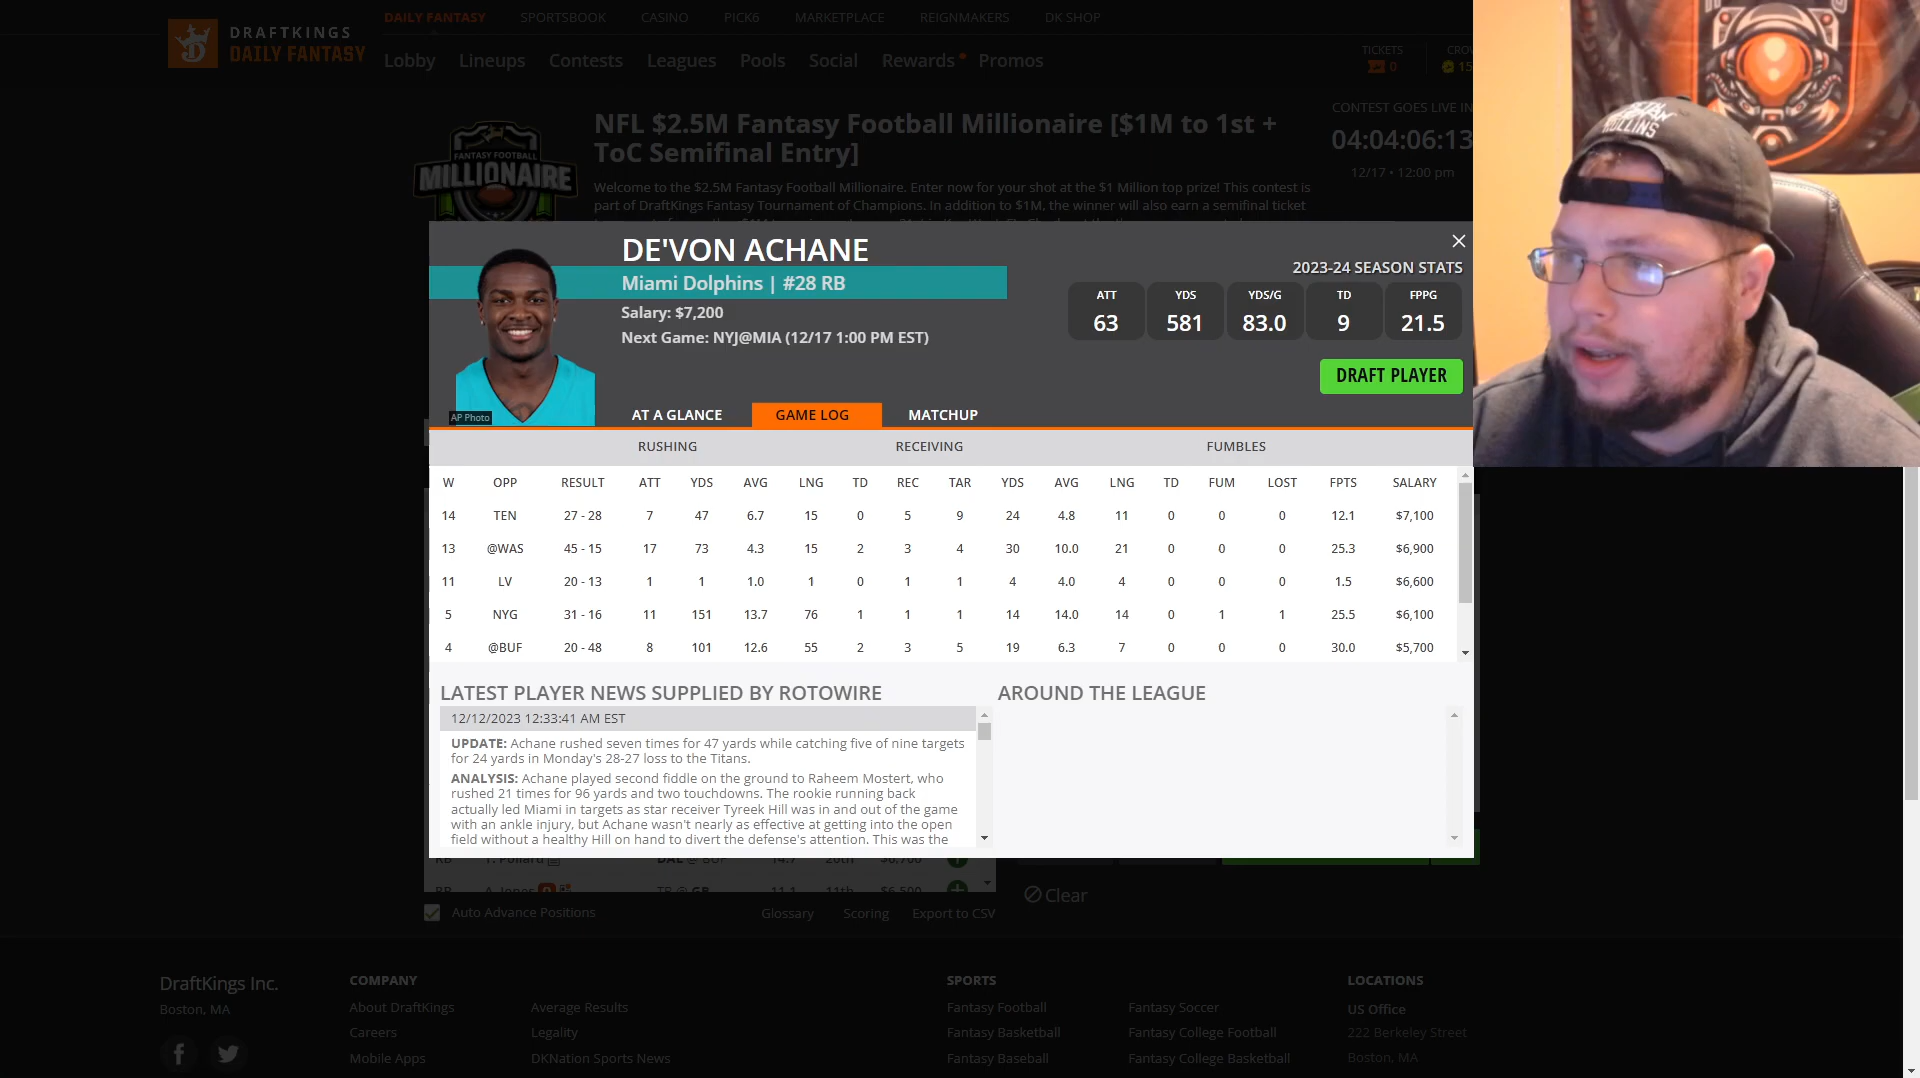 DAILY FANTASY SPORTSBOOK CASINO PICK6 MARKETPLACE REIGNMAKERS DK SHOP
DRAFTKINGS
DAILY FANTASY
Lobby Lineups Contests Leagues Pools Social Rewards Promos
TICKETS
0
NFL $2.5M Fantasy Football Millionaire [$1M to 1st +
ToC Semifinal Entry]
CONTEST GOES LIVE IN
04:04:06:13
12/17 • 12:00 pm
FANTASY FOOTBALL
MILLIONAIRE
Welcome to the $2.5M Fantasy Football Millionaire. Enter now for your shot at the $1 Million top prize! This contest is
part of DraftKings Fantasy Tournament of Champions. In addition to $1M, the winner will also earn a semifinal ticket
DE'VON ACHANE
Miami Dolphins | #28 RB
Salary: $7,200
Next Game: NYJ@MIA (12/17 1:00 PM EST)
AP Photo
2023-24 SEASON STATS
ATT YDS YDS/G TD FPPG
63 581 83.0 9 21.5
DRAFT PLAYER
AT A GLANCE GAME LOG MATCHUP
RUSHING RECEIVING FUMBLES
W OPP RESULT ATT YDS AVG LNG TD REC TAR YDS AVG LNG TD FUM LOST FPTS SALARY
14 TEN 27 - 28 7 47 6.7 15 0 5 9 24 4.8 11 0 0 0 12.1 $7,100
13 @WAS 45 - 15 17 73 4.3 15 2 3 4 30 10.0 21 0 0 0 25.3 $6,900
11 LV 20 - 13 1 1 1.0 1 0 1 1 4 4.0 4 0 0 0 1.5 $6,600
5 NYG 31 - 16 11 151 13.7 76 1 1 1 14 14.0 14 0 1 1 25.5 $6,100
4 @BUF 20 - 48 8 101 12.6 55 2 3 5 19 6.3 7 0 0 0 30.0 $5,700
LATEST PLAYER NEWS SUPPLIED BY ROTOWIRE
12/12/2023 12:33:41 AM EST
UPDATE: Achane rushed seven times for 47 yards while catching five of nine targets
for 24 yards in Monday's 28-27 loss to the Titans.
ANALYSIS: Achane played second fiddle on the ground to Raheem Mostert, who
rushed 21 times for 96 yards and two touchdowns. The rookie running back
actually led Miami in targets as star receiver Tyreek Hill was in and out of the game
with an ankle injury, but Achane wasn't nearly as effective at getting into the open
field without a healthy Hill on hand to divert the defense's attention. This was the
AROUND THE LEAGUE
RB T. Pollard DAL @ BUF 14.7 26th $6,700
RB A. Jones Q TB @ GB 11.1 11th $6,500
Clear
Auto Advance Positions
Glossary Scoring Export to CSV
DraftKings Inc.
Boston, MA
COMPANY
About DraftKings
Careers
Mobile Apps
Average Results
Legality
DKNation Sports News
SPORTS
Fantasy Football
Fantasy Basketball
Fantasy Baseball
Fantasy Soccer
Fantasy College Football
Fantasy College Basketball
LOCATIONS
US Office
222 Berkeley Street
Boston, MA